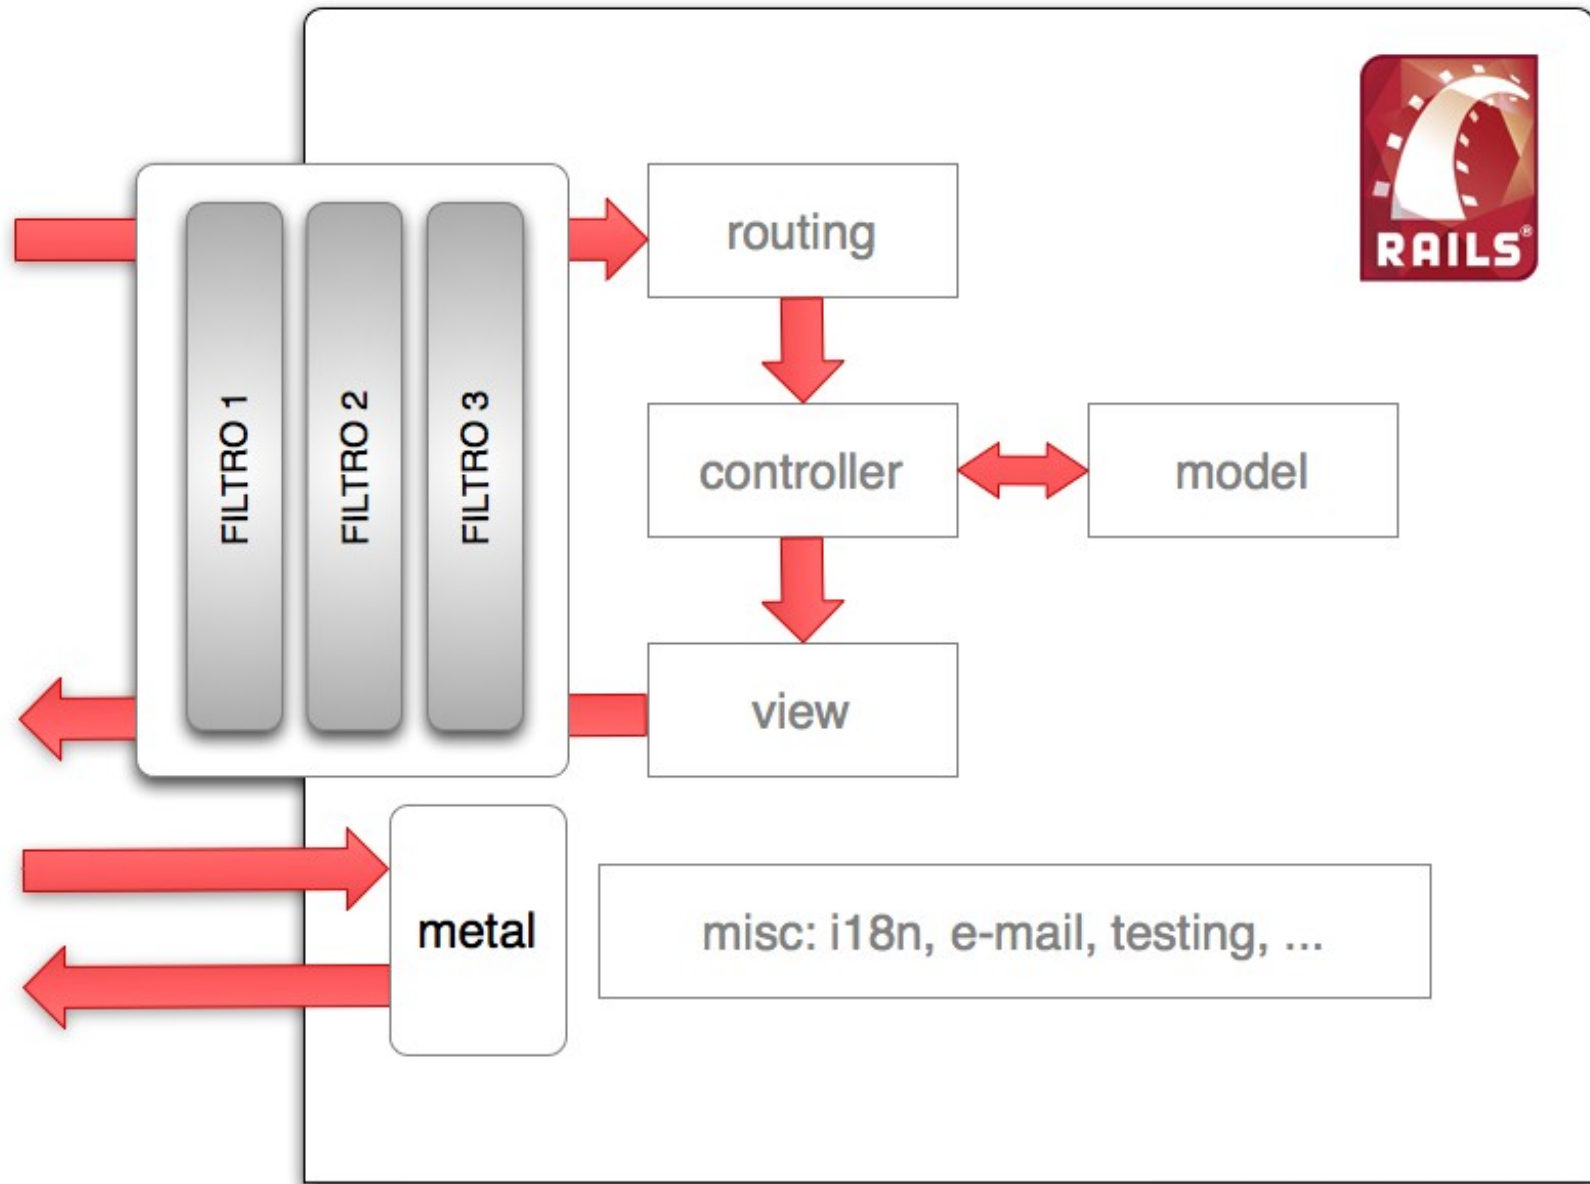 RAILS®
routing
FILTRO 1
FILTRO 2
FILTRO 3
controller
model
view
metal
misc: i18n, e-mail, testing, ...